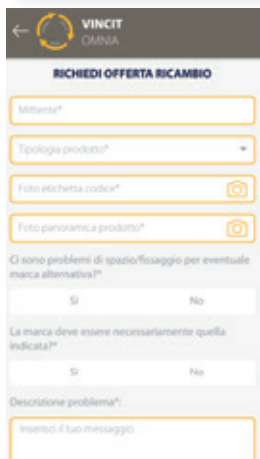 VINCIT
OMNIA
RICHIEDI OFFERTA RICAMBIO
Mittente*
Tipologia prodotto*
Foto etichetta codice*
Foto panoramica prodotto*
Ci sono problemi di spazio/fissaggio per eventuale
marca alternativa?*
Si
No
La marca deve essere necessariamente quella
indicata?*
Si
No
Descrizione problema*:
Inserisci il tuo messaggio